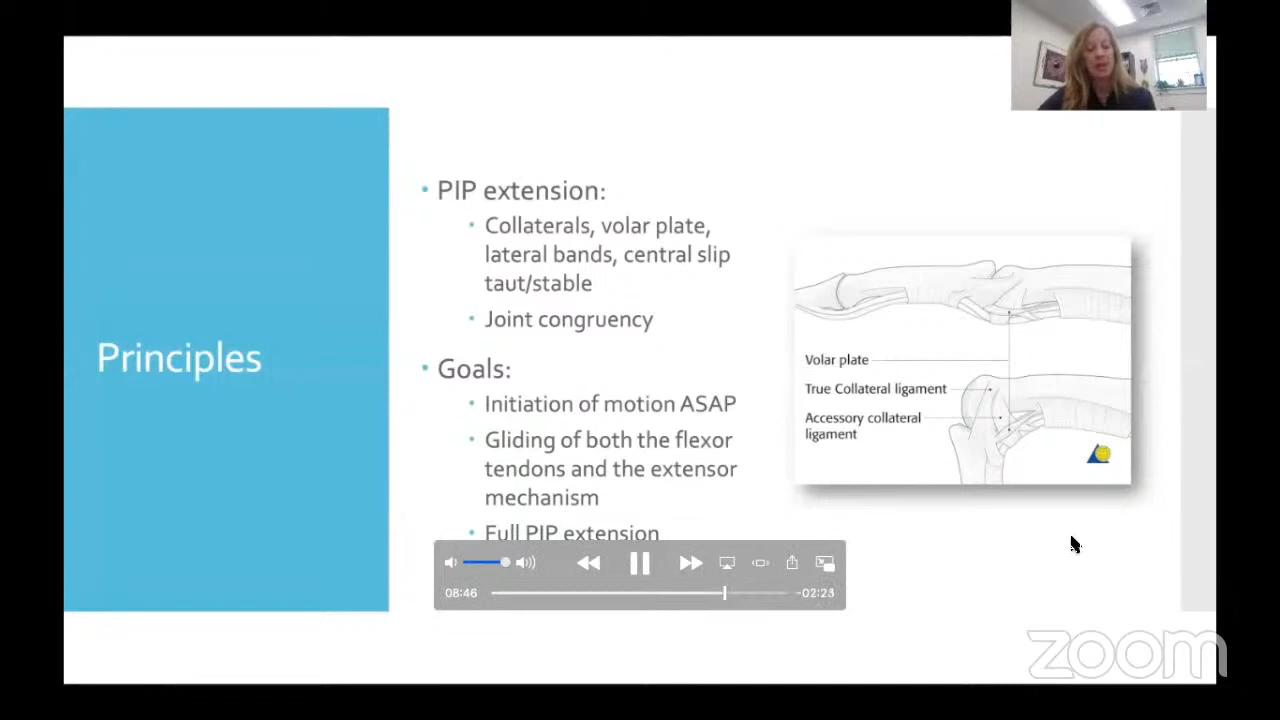 Principles
• PIP extension:
• Collaterals, volar plate,
lateral bands, central slip
taut/stable
• Joint congruency
• Goals:
• Initiation of motion ASAP
• Gliding of both the flexor
tendons and the extensor
mechanism
• Full PIP extension
Volar plate
True Collateral ligament
Accessory collateral
ligament
08:46
-02:23
zoom